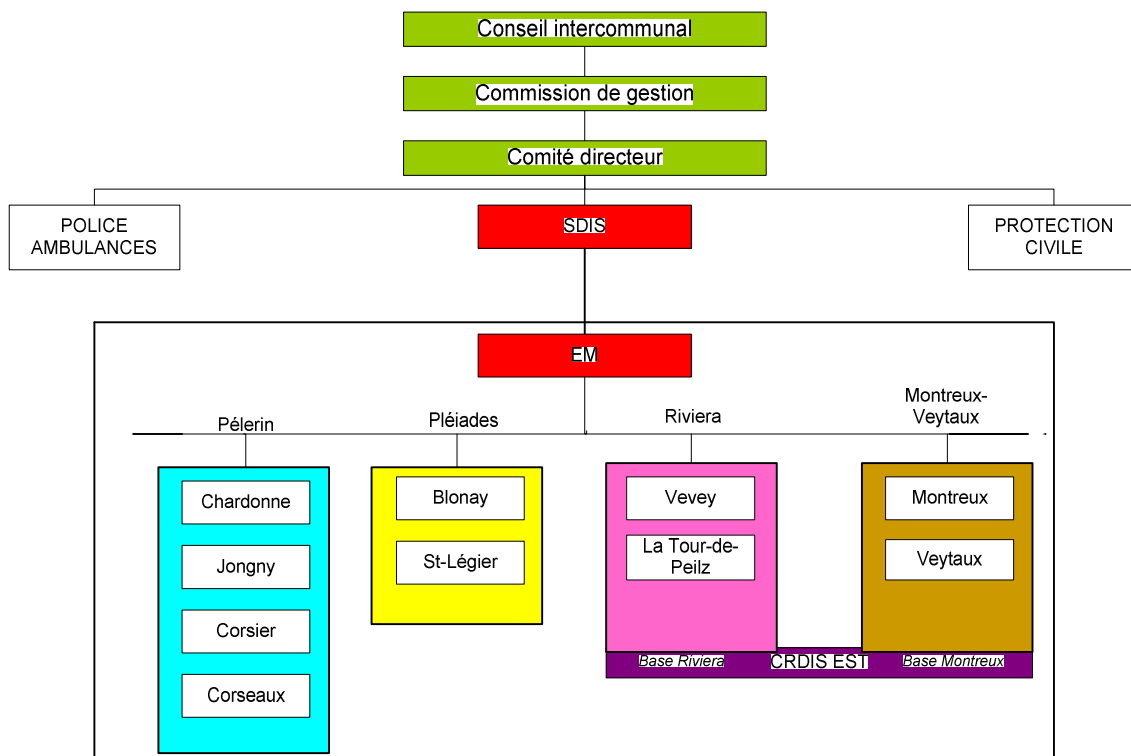 Conseil intercommunal
Commission de gestion
Comité directeur
POLICE
AMBULANCES
SDIS
PROTECTION
CIVILE
EM
Pélerin
Pléiades
Riviera
Montreux-
Veytaux
Chardonne
Jongny
Corsier
Corseaux
Blonay
St-Légier
Vevey
La Tour-de-
Peilz
Montreux
Veytaux
Base Riviera
CRDIS EST
Base Montreux